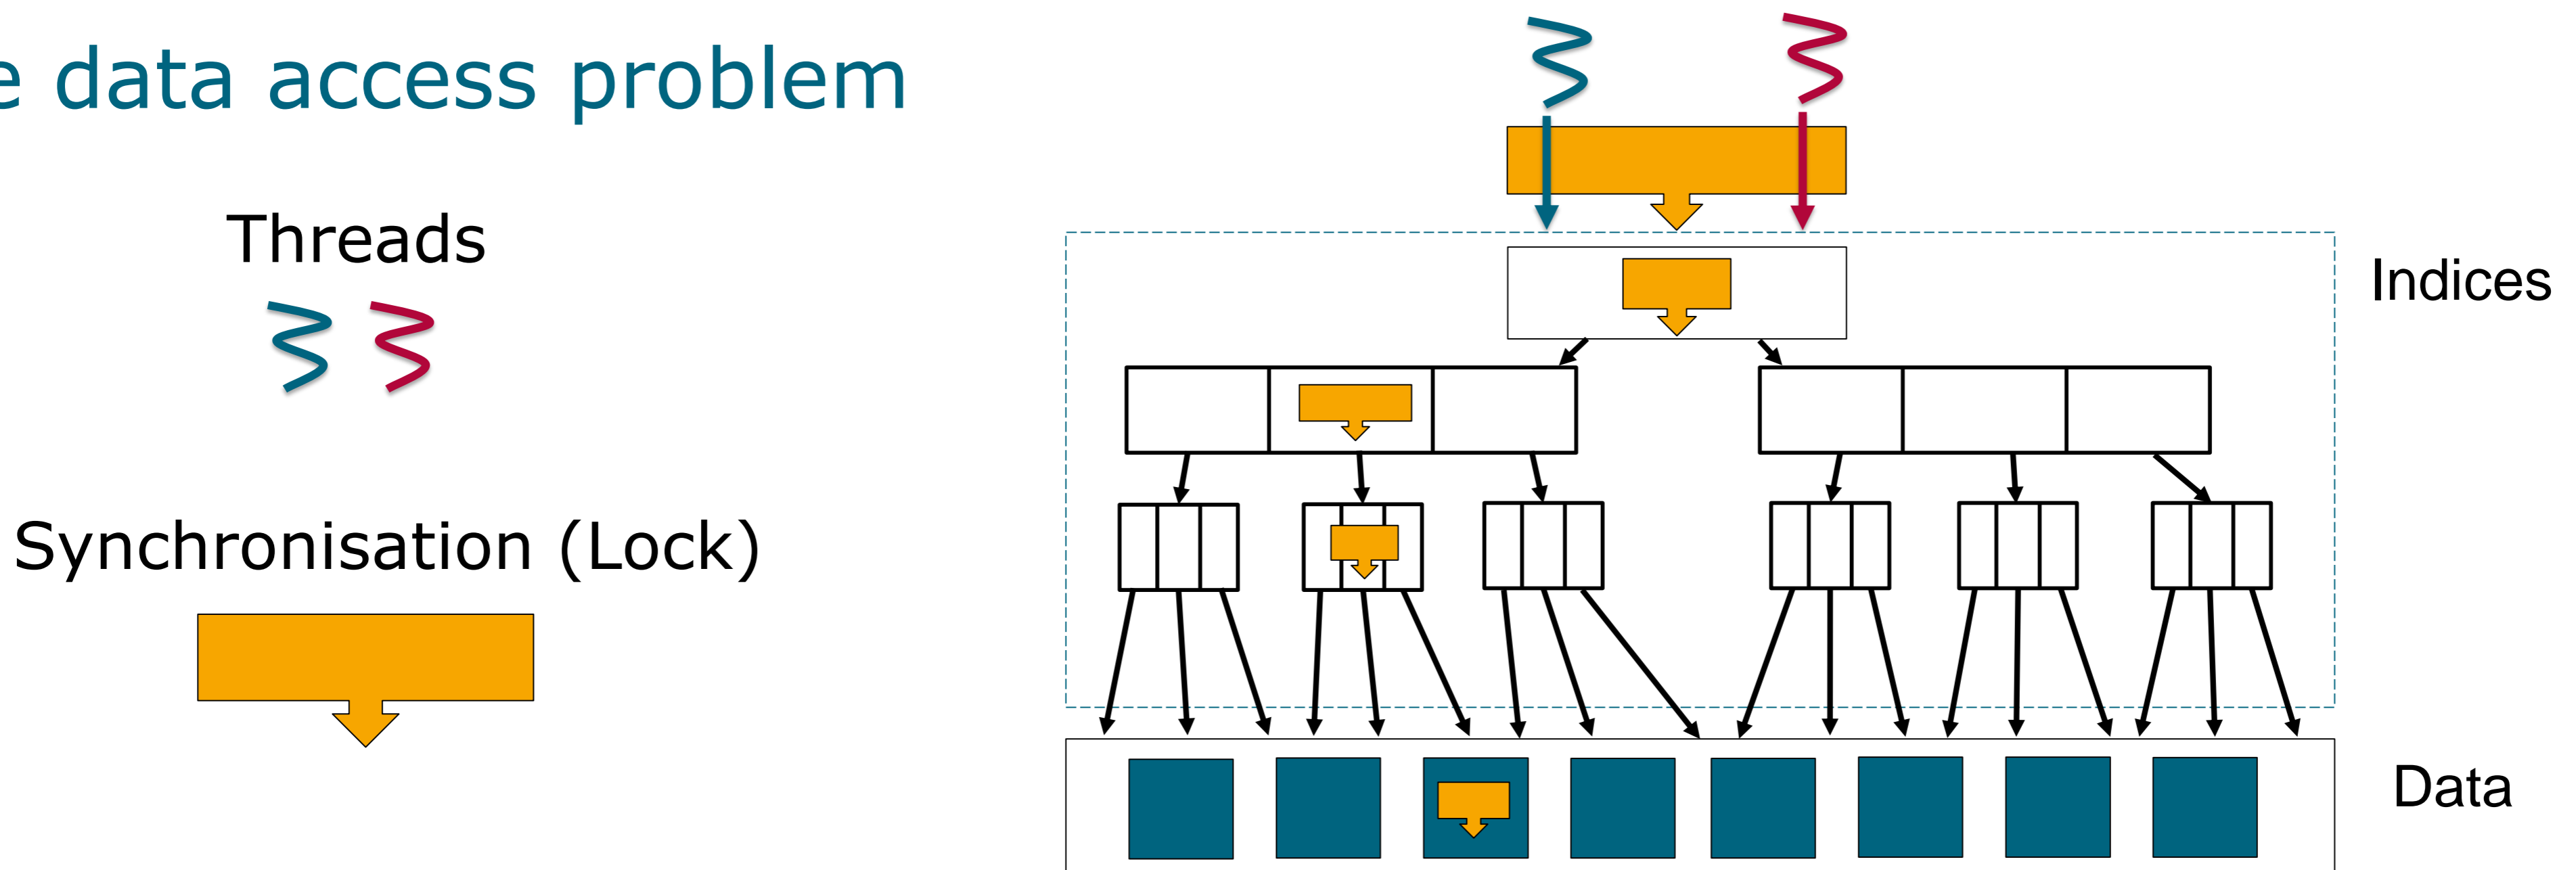 e data access problem
Threads
Synchronisation (Lock)
Indices
Data